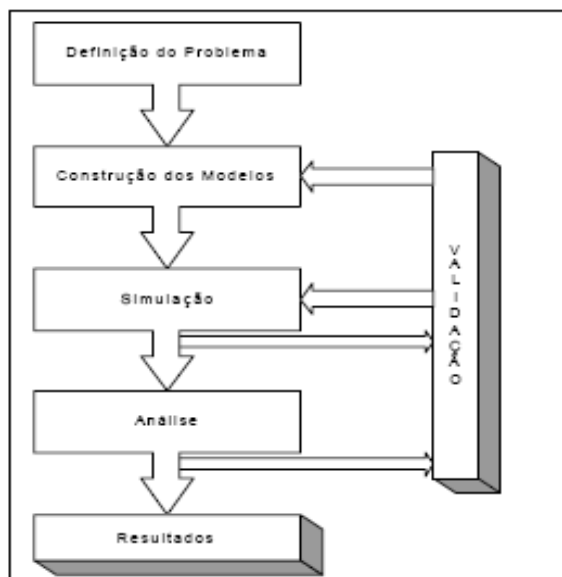 Definição do Problema
Construção dos Modelos
Simulação
Análise
Resultados
VALIDAÇÃO